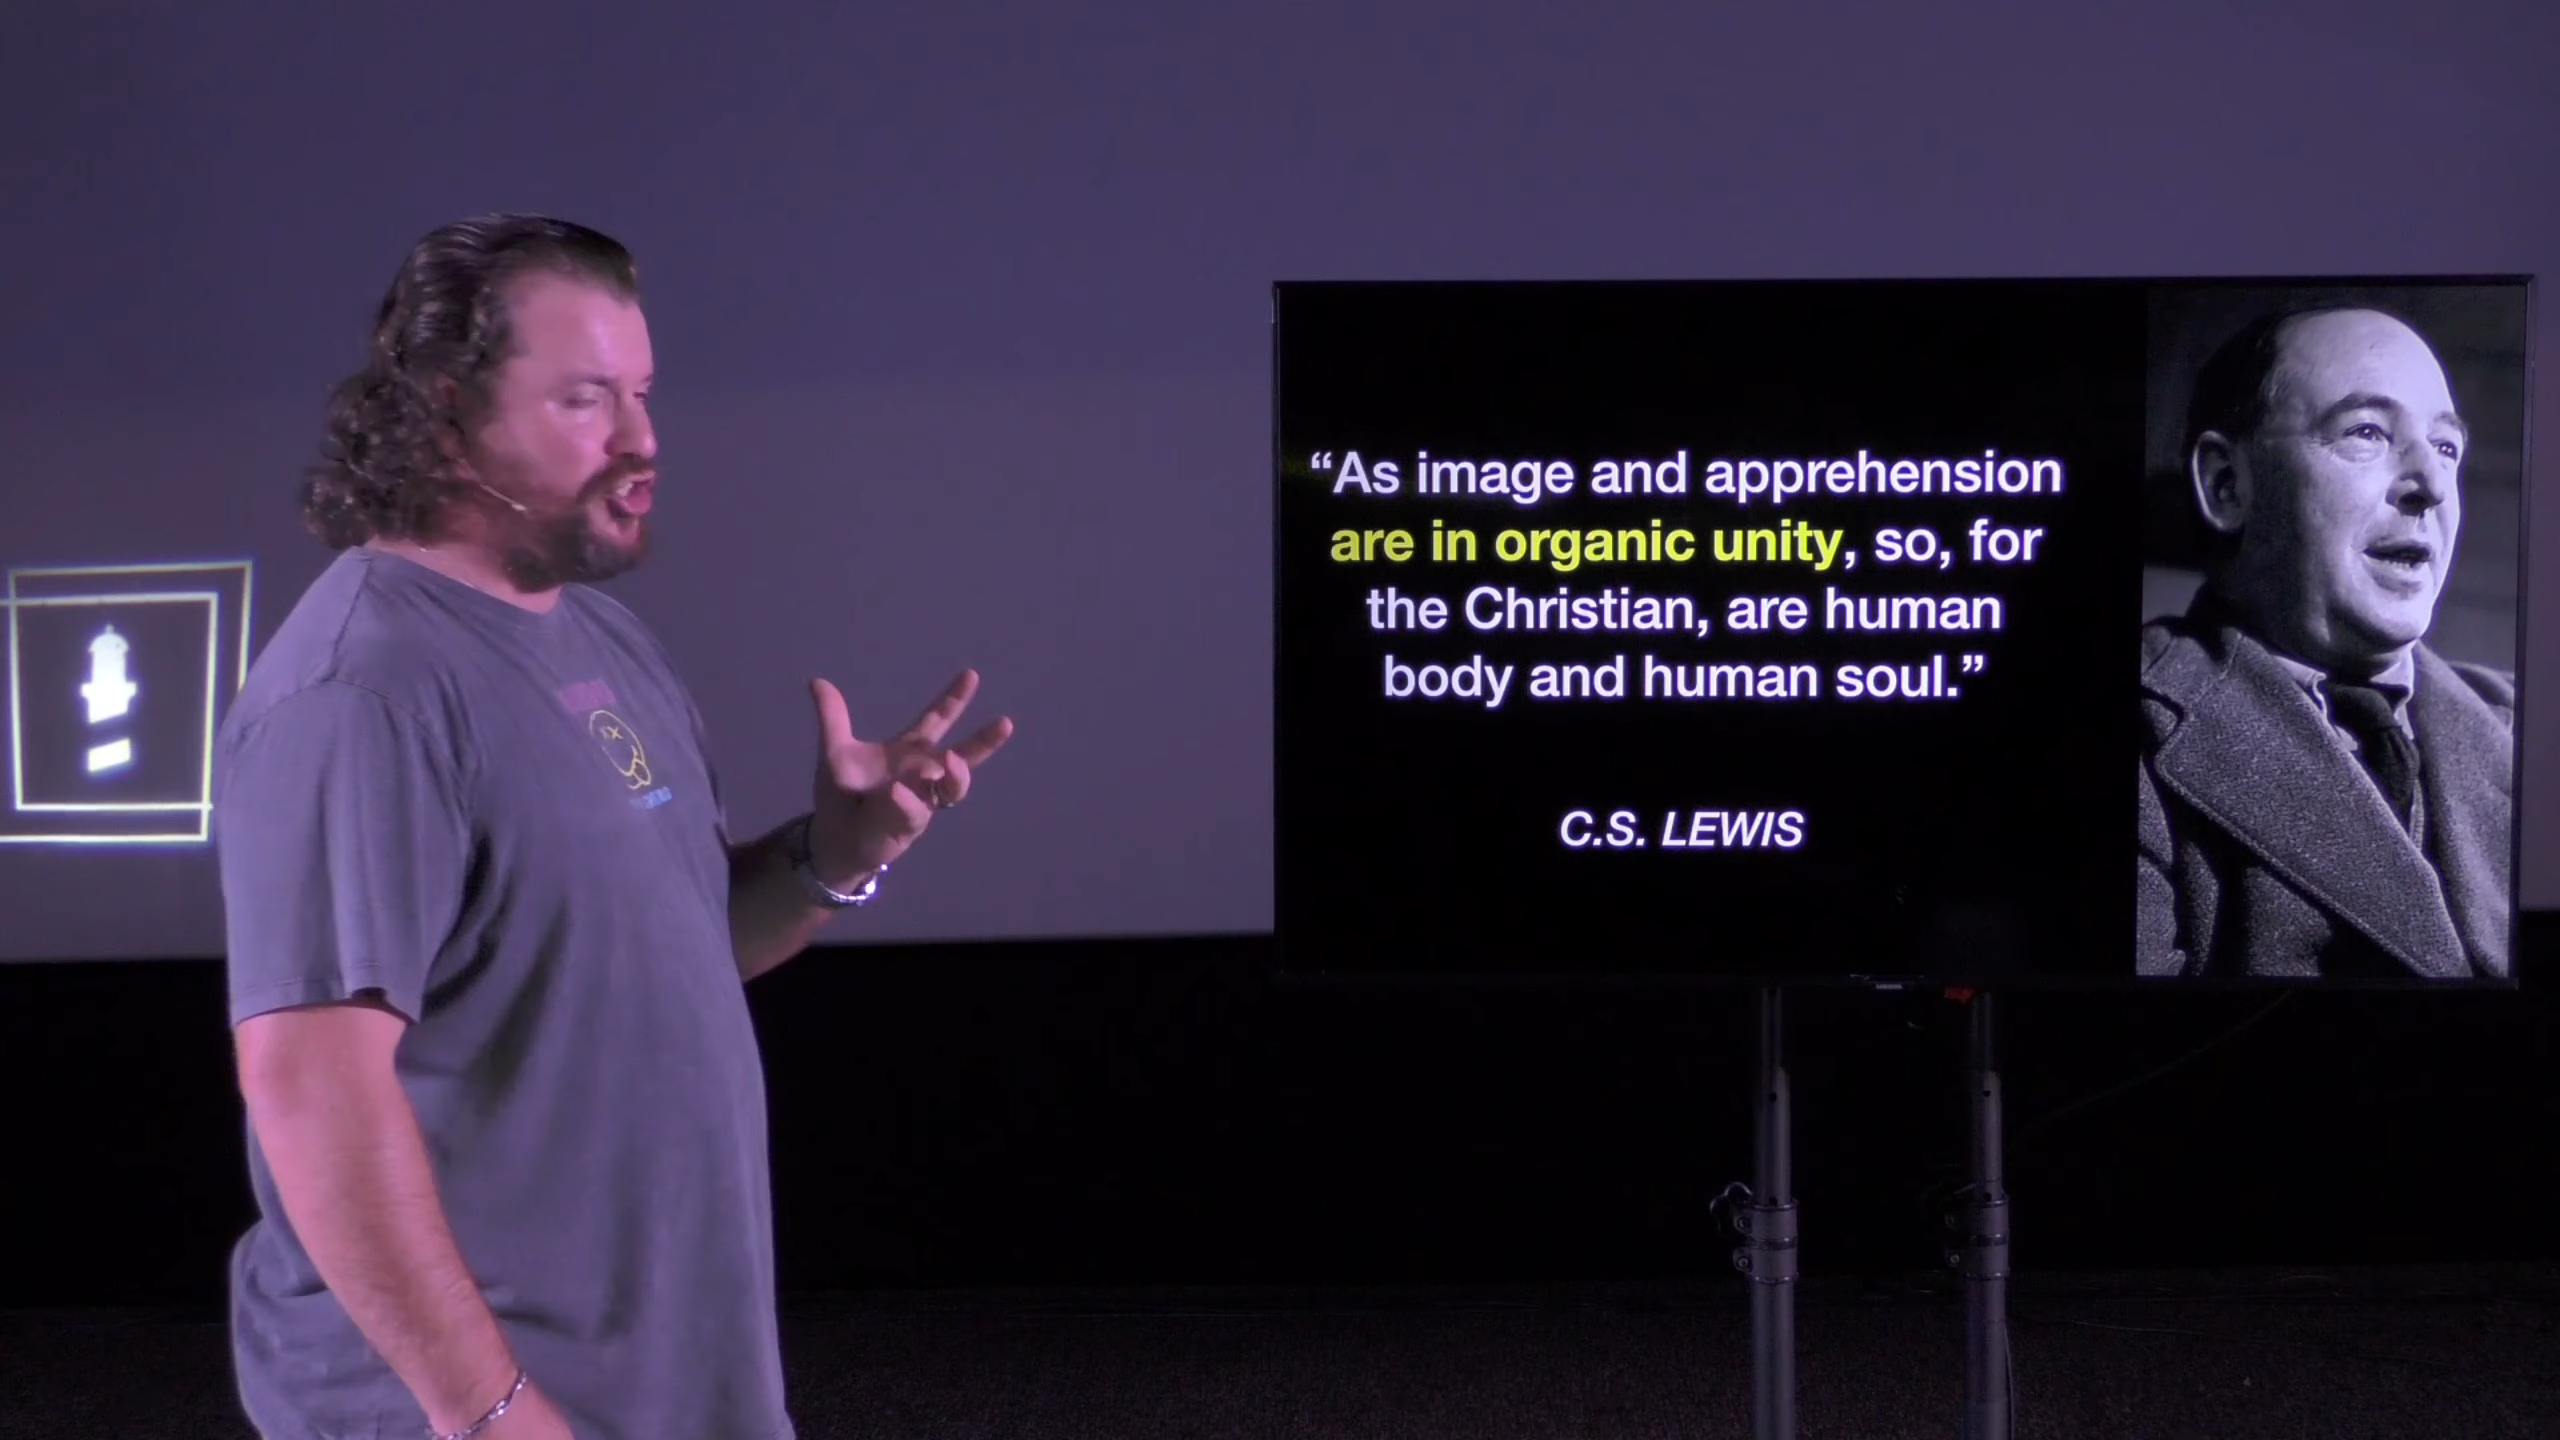 “As image and apprehension
are in organic unity, so, for
the Christian, are human
body and human soul.”
C.S. LEWIS